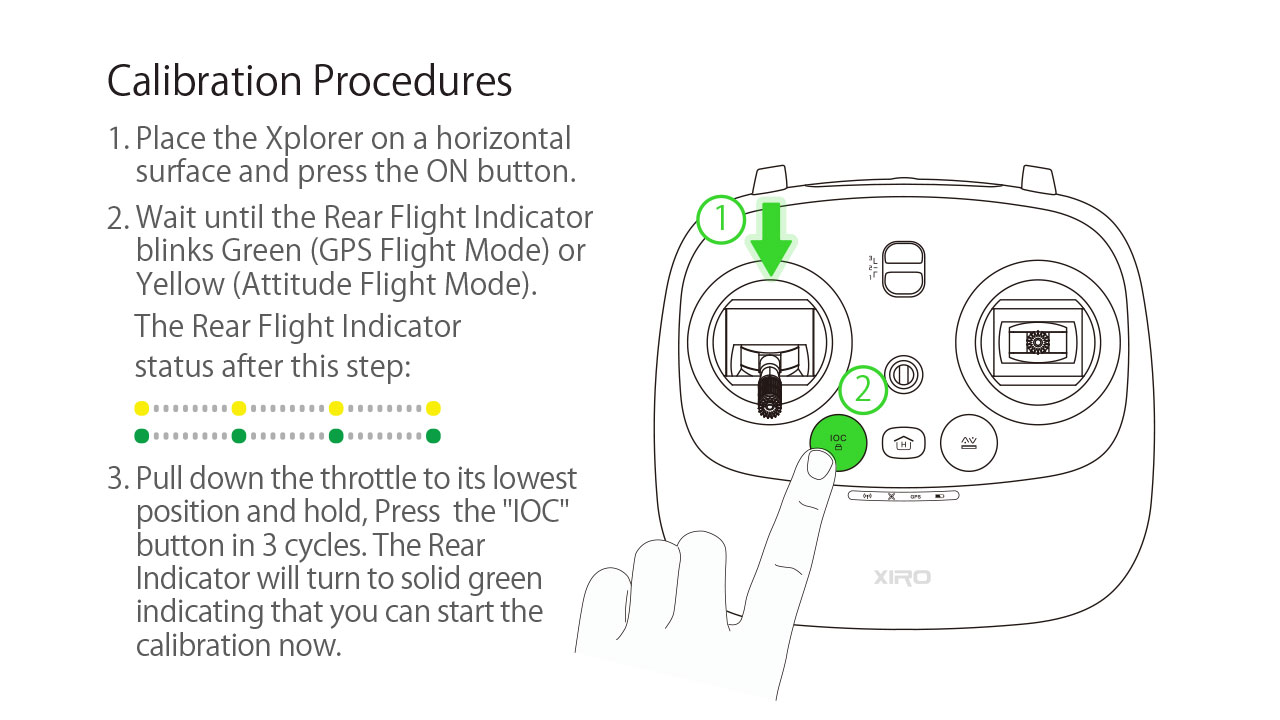 Calibration Procedures
1. Place the Xplorer on a horizontal
surface and press the ON button.
2. Wait until the Rear Flight Indicator
blinks Green (GPS Flight Mode) or
Yellow (Attitude Flight Mode).
The Rear Flight Indicator
status after this step:
3. Pull down the throttle to its lowest
position and hold, Press the "IOC"
button in 3 cycles. The Rear
Indicator will turn to solid green
indicating that you can start the
calibration now.
1
3
2
1
2
IOC
H
GPS
XIRO